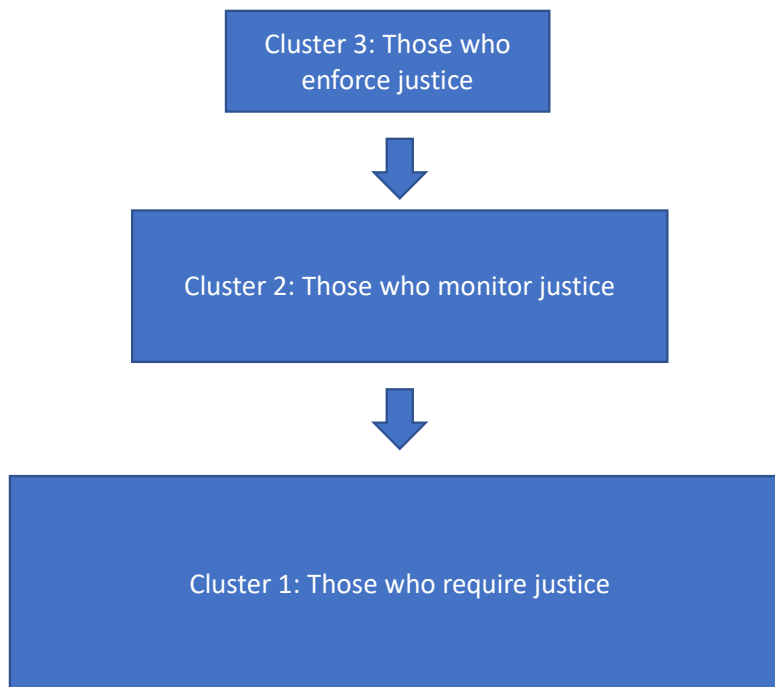 Cluster 3: Those who
enforce justice
Cluster 2: Those who monitor justice
Cluster 1: Those who require justice